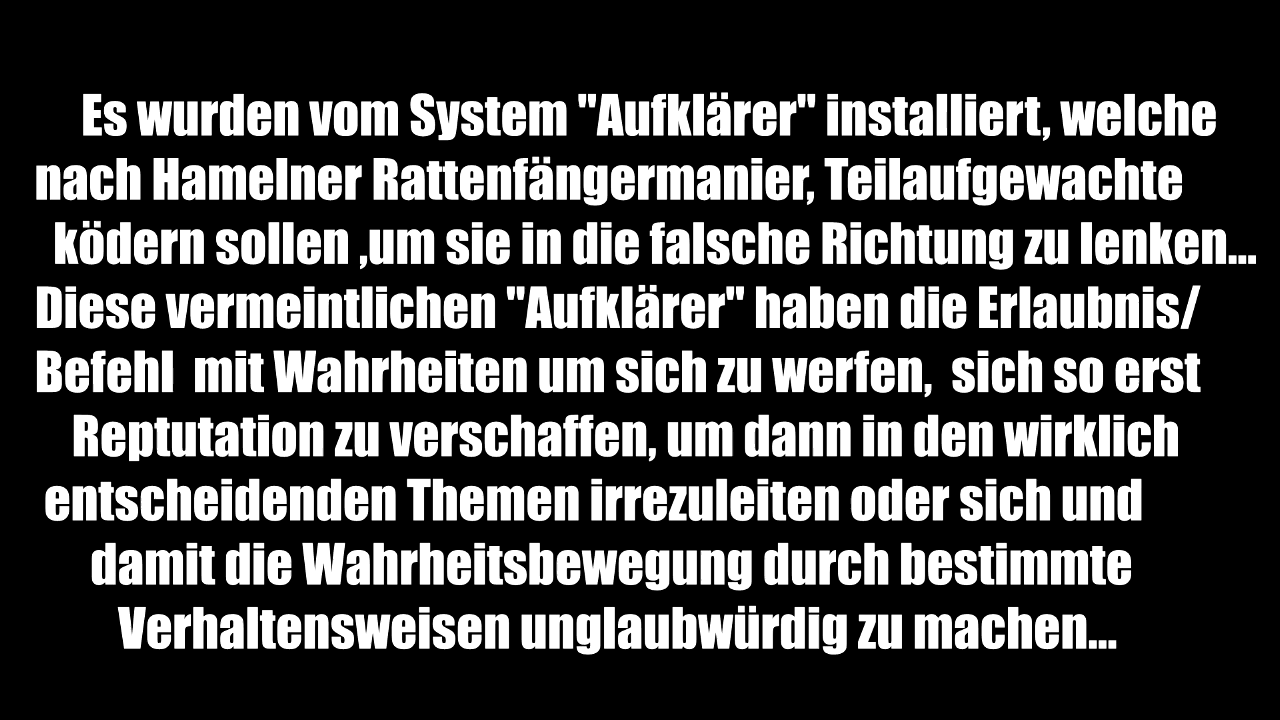 Es wurden vom System "Aufklärer" installiert, welche
nach Hamelner Rattenfängermanier, Teilaufgewachte
ködern sollen ,um sie in die falsche Richtung zu lenken...
Diese vermeintlichen "Aufklärer" haben die Erlaubnis/
Befehl mit Wahrheiten um sich zu werfen, sich so erst
Reptutation zu verschaffen, um dann in den wirklich
entscheidenden Themen irrezuleiten oder sich und
damit die Wahrheitsbewegung durch bestimmte
Verhaltensweisen unglaubwürdig zu machen...